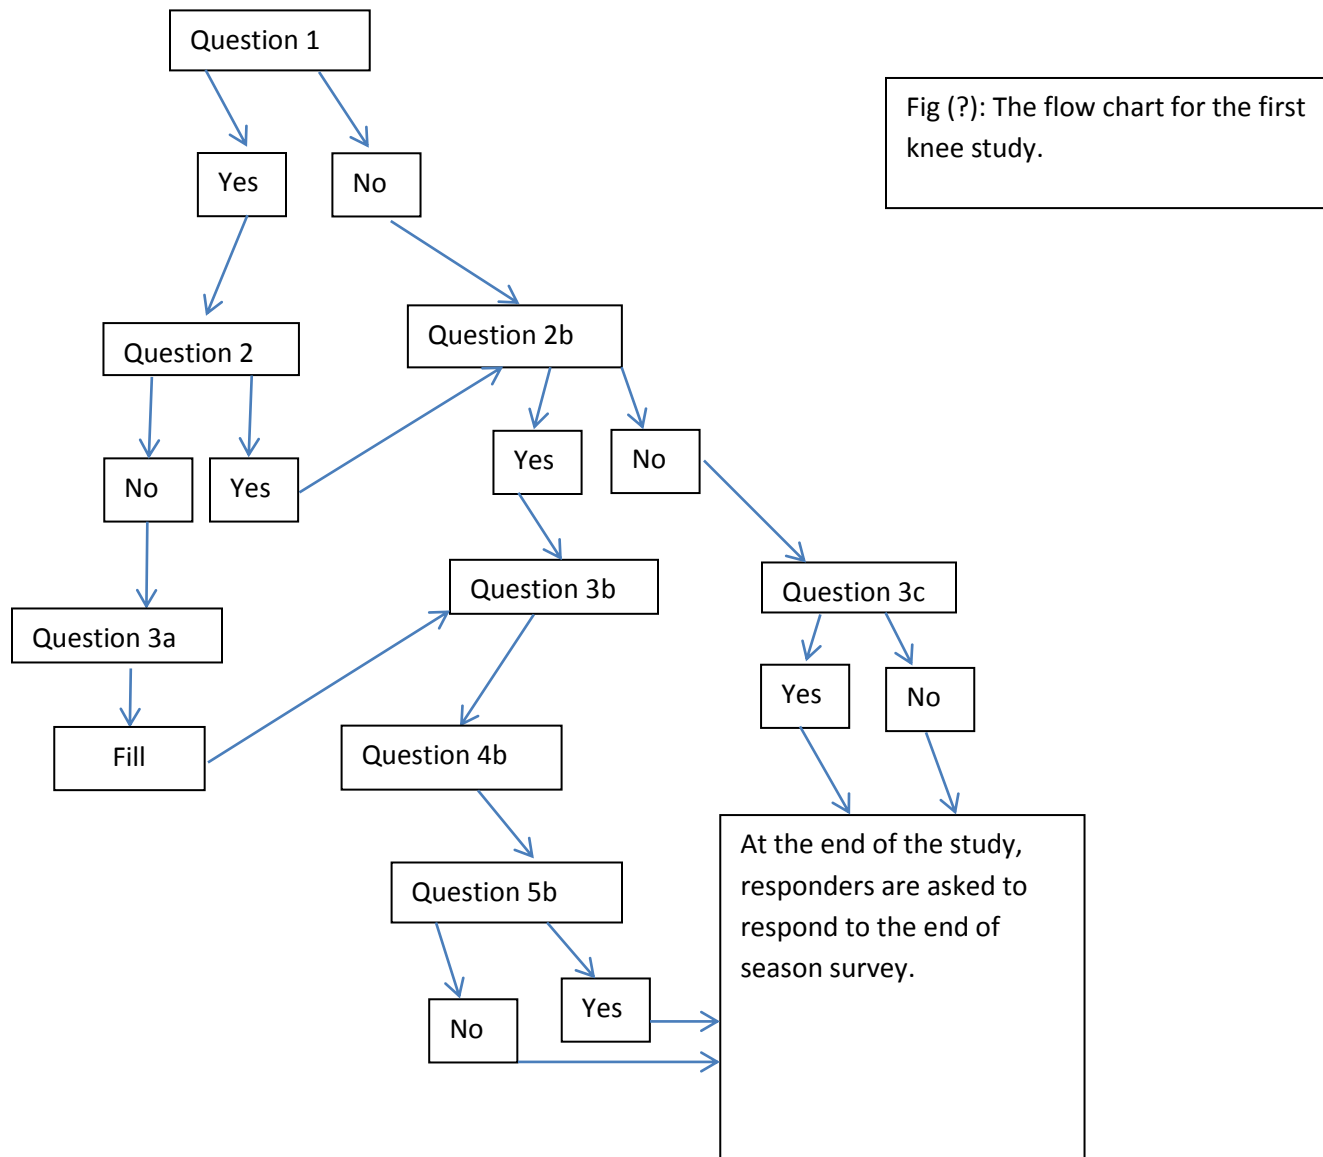 Question 1
Fig (?): The flow chart for the first
knee study.
Yes
No
Question 2
Question 2b
No
Yes
Yes
No
Question 3a
Question 3b
Question 3c
Fill
Question 4b
Yes
No
Question 5b
No
Yes
At the end of the study,
responders are asked to
respond to the end of
season survey.